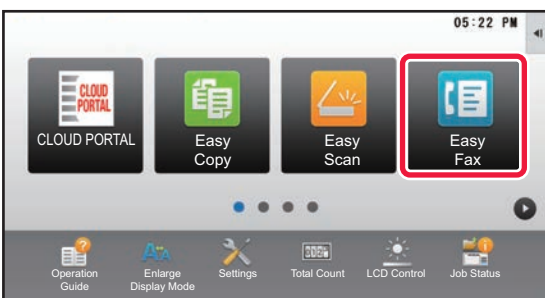 05:22 PM
CLOUD
PORTAL
CLOUD PORTAL
Easy
Copy
Easy
Scan
Easy
Fax
Operation
Guide
Enlarge
Display Mode
Settings
Total Count
LCD Control
Job Status